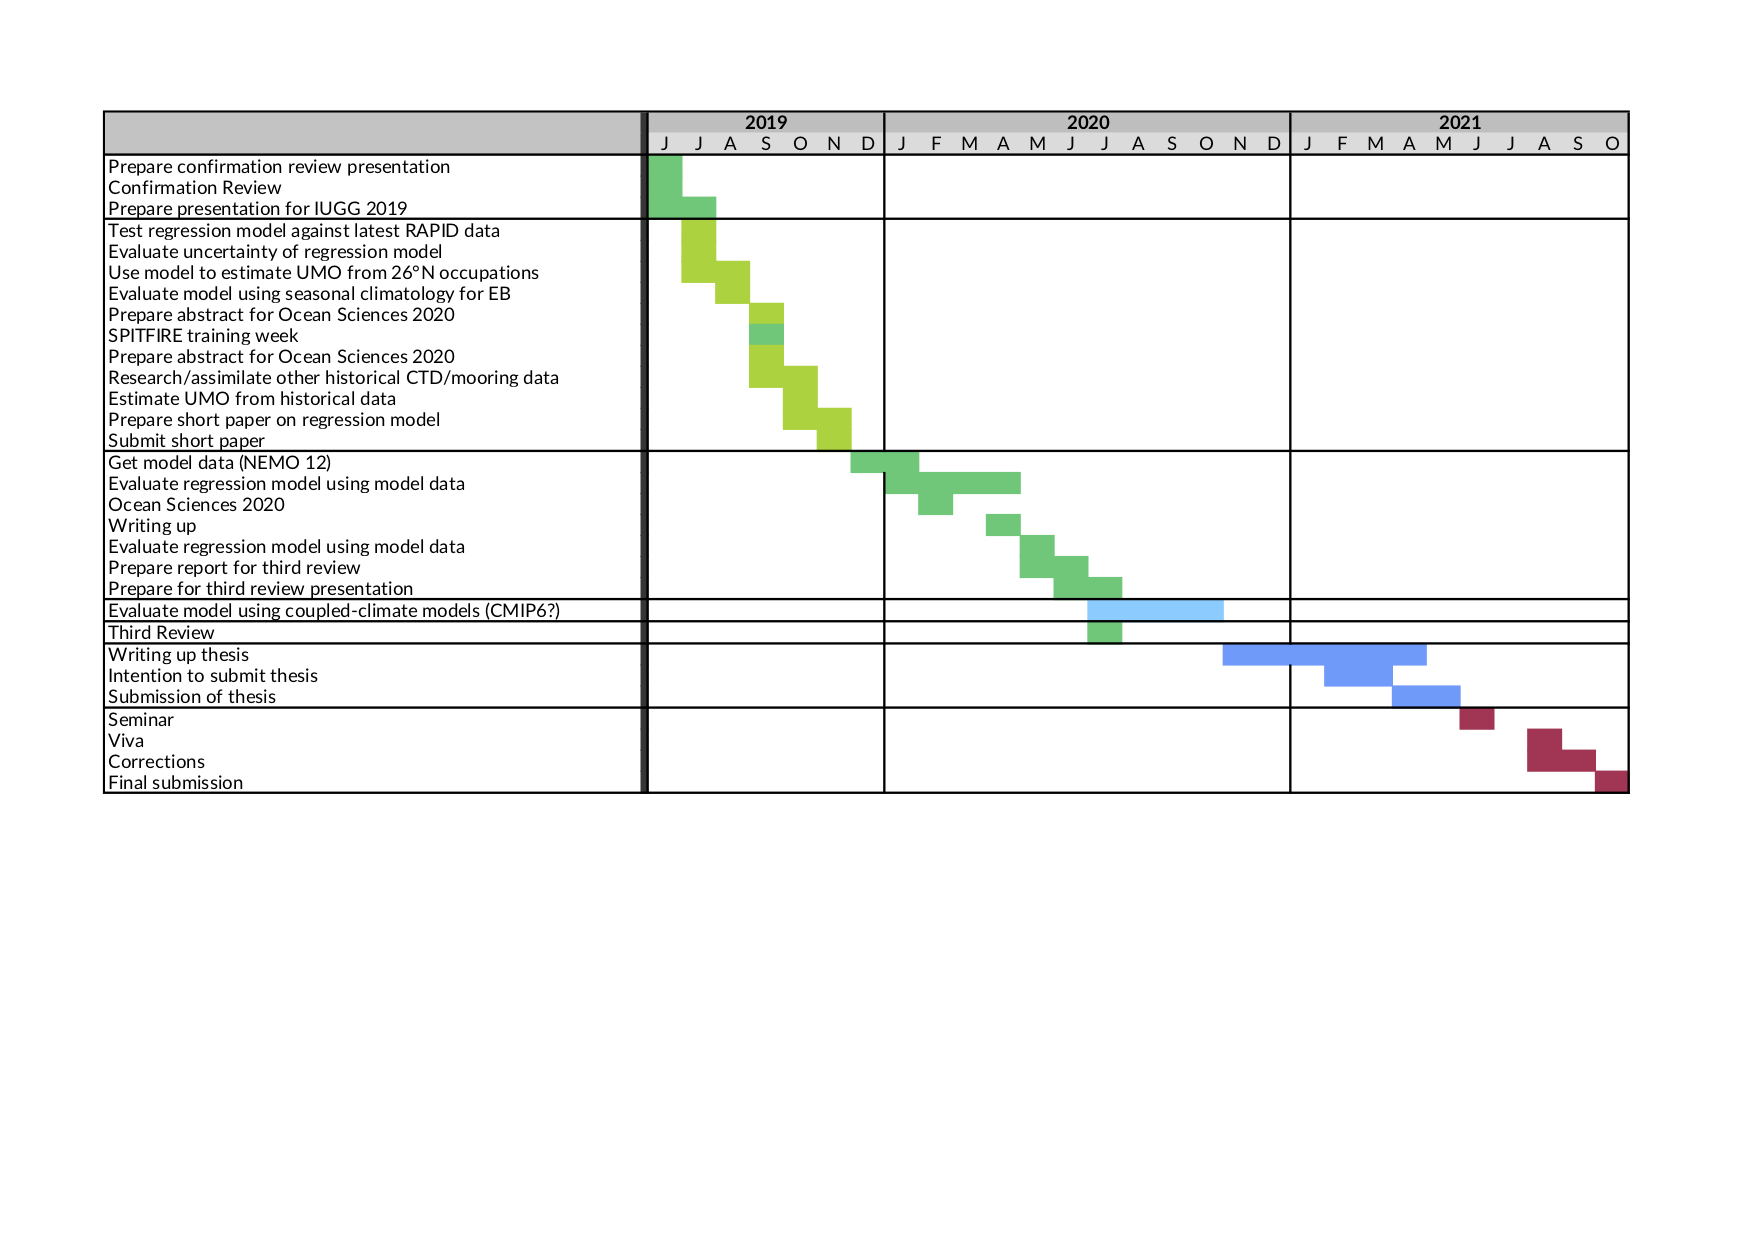 2019 2020 2021
J J A S O N D J F M A M J J A S O N D J F M A M J J A S O
Prepare confirmation review presentation
Confirmation Review
Prepare presentation for IUGG 2019
Test regression model against latest RAPID data
Evaluate uncertainty of regression model
Use model to estimate UMO from 26°N occupations
Evaluate model using seasonal climatology for EB
Prepare abstract for Ocean Sciences 2020
SPITFIRE training week
Prepare abstract for Ocean Sciences 2020
Research/assimilate other historical CTD/mooring data
Estimate UMO from historical data
Prepare short paper on regression model
Submit short paper
Get model data (NEMO 12)
Evaluate regression model using model data
Ocean Sciences 2020
Writing up
Evaluate regression model using model data
Prepare report for third review
Prepare for third review presentation
Evaluate model using coupled-climate models (CMIP6?)
Third Review
Writing up thesis
Intention to submit thesis
Submission of thesis
Seminar
Viva
Corrections
Final submission